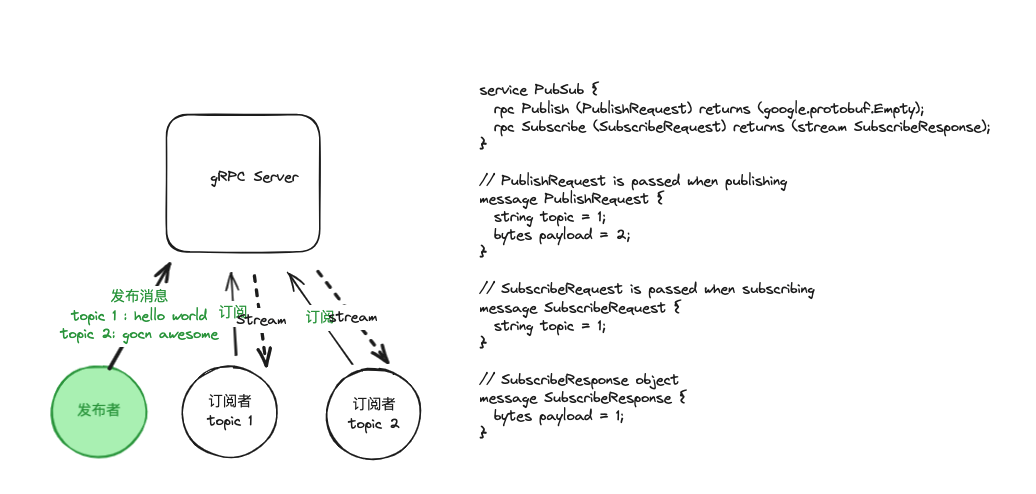 gRPC Server
发布消息
topic 1 : hello world
topic 2: gocn awesome
订阅
Stream
订阅
stream
发布者
订阅者
topic 1
订阅者
topic 2
service PubSub {
  rpc Publish (PublishRequest) returns (google.protobuf.Empty);
  rpc Subscribe (SubscribeRequest) returns (stream SubscribeResponse);
}
// PublishRequest is passed when publishing
message PublishRequest {
  string topic = 1;
  bytes payload = 2;
}
// SubscribeRequest is passed when subscribing
message SubscribeRequest {
  string topic = 1;
}
// SubscribeResponse object
message SubscribeResponse {
  bytes payload = 1;
}